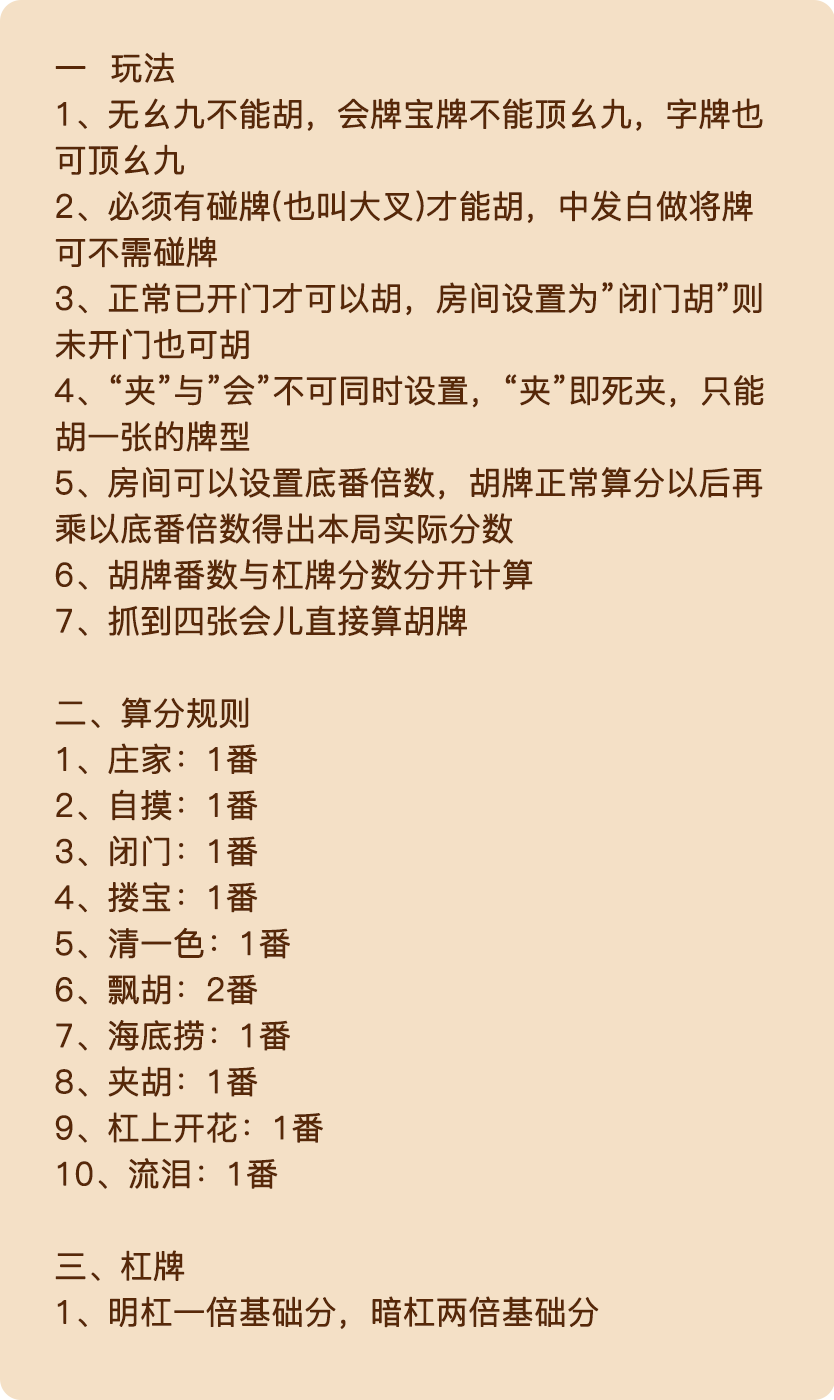 一  玩法
1、无幺九不能胡，会牌宝牌不能顶幺九，字牌也
可顶幺九
2、必须有碰牌(也叫大叉)才能胡，中发白做将牌
可不需碰牌
3、正常已开门才可以胡，房间设置为”闭门胡”则
未开门也可胡
4、“夹”与”会”不可同时设置，“夹”即死夹，只能
胡一张的牌型
5、房间可以设置底番倍数，胡牌正常算分以后再
乘以底番倍数得出本局实际分数
6、胡牌番数与杠牌分数分开计算
7、抓到四张会儿直接算胡牌
二、算分规则
1、庄家：1番
2、自摸：1番
3、闭门：1番
4、搂宝：1番
5、清一色：1番
6、飘胡：2番
7、海底捞：1番
8、夹胡：1番
9、杠上开花：1番
10、流泪：1番
三、杠牌
1、明杠一倍基础分，暗杠两倍基础分